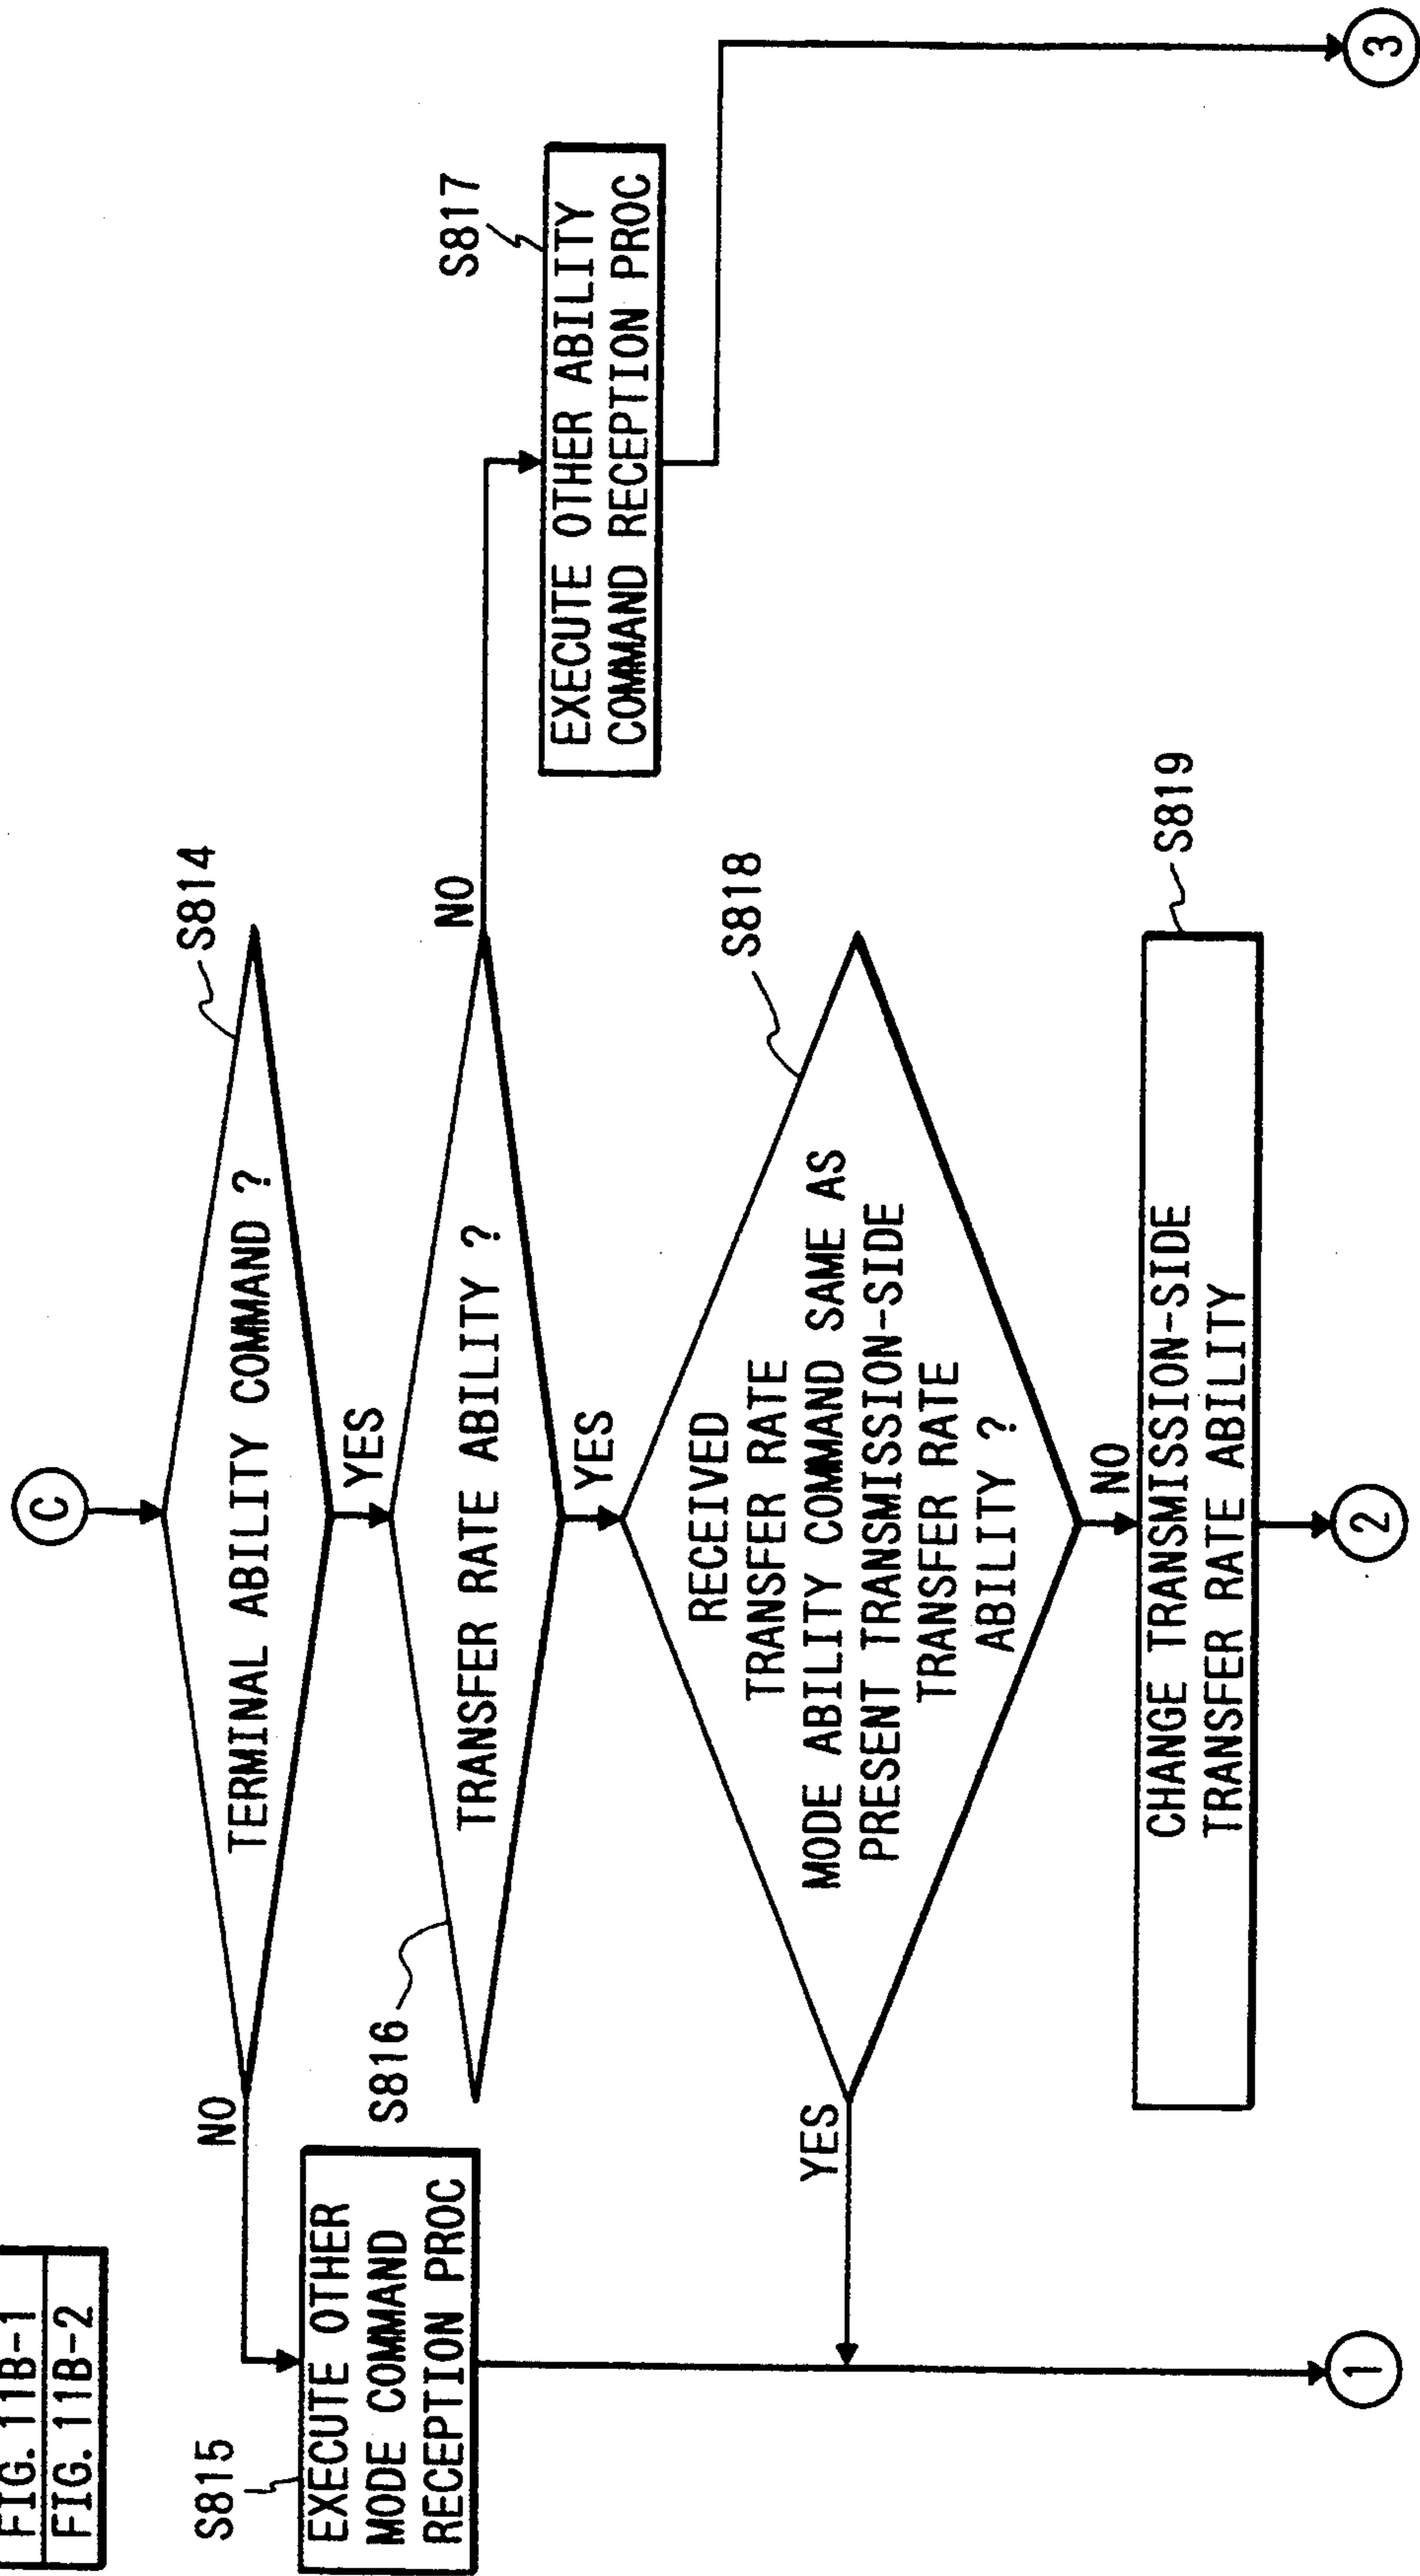 FIG. 11B-1
FIG. 11B-2
C
S814
TERMINAL ABILITY COMMAND ?
NO
YES
S815
EXECUTE OTHER
MODE COMMAND
RECEPTION PROC
S816
TRANSFER RATE ABILITY ?
NO
YES
S817
EXECUTE OTHER ABILITY
COMMAND RECEPTION PROC
S818
RECEIVED
TRANSFER RATE
MODE ABILITY COMMAND SAME AS
PRESENT TRANSMISSION-SIDE
TRANSFER RATE
ABILITY ?
YES
NO
S819
CHANGE TRANSMISSION-SIDE
TRANSFER RATE ABILITY
1
2
3